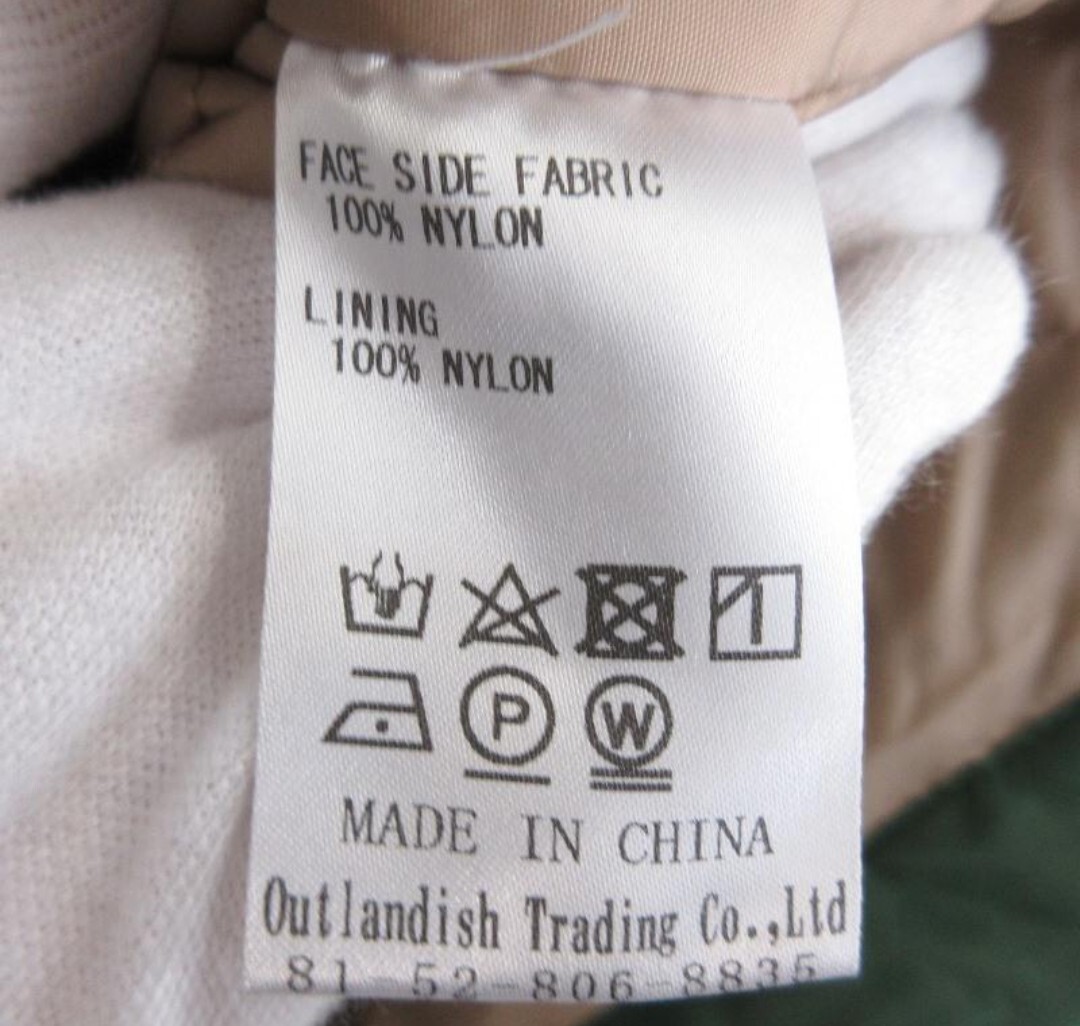 FACE SIDE FABRIC
100% NYLON
LINING
100% NYLON
P W
MADE IN CHINA
Outlandish Trading Co.,Ltd
81-52-806-8835